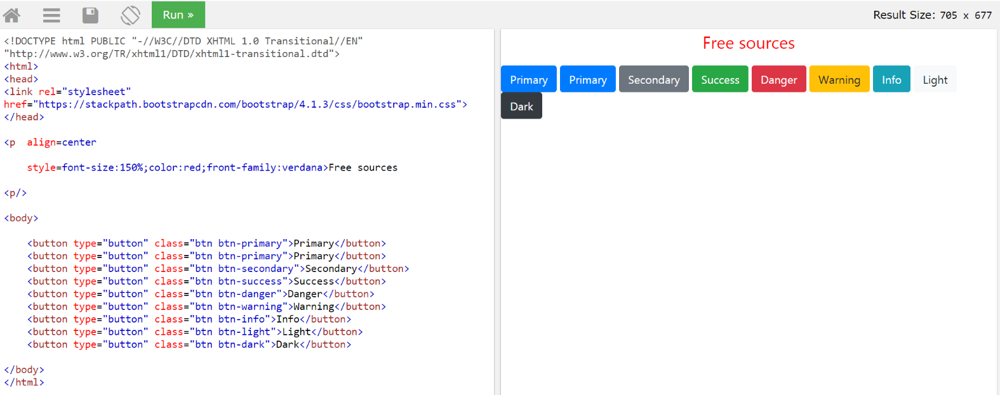 Run »
Result Size: 705 x 677
<!DOCTYPE html PUBLIC "-//W3C//DTD XHTML 1.0 Transitional//EN"
"http://www.w3.org/TR/xhtml1/DTD/xhtml1-transitional.dtd">
<html>
<head>
<link rel="stylesheet"
href="https://stackpath.bootstrapcdn.com/bootstrap/4.1.3/css/bootstrap.min.css">
</head>
<p  align=center
    style=font-size:150%;color:red;front-family:verdana>Free sources
<p/>
<body>
    <button type="button" class="btn btn-primary">Primary</button>
    <button type="button" class="btn btn-primary">Primary</button>
    <button type="button" class="btn btn-secondary">Secondary</button>
    <button type="button" class="btn btn-success">Success</button>
    <button type="button" class="btn btn-danger">Danger</button>
    <button type="button" class="btn btn-warning">Warning</button>
    <button type="button" class="btn btn-info">Info</button>
    <button type="button" class="btn btn-light">Light</button>
    <button type="button" class="btn btn-dark">Dark</button>
</body>
</html>
Free sources
Primary Primary Secondary Success Danger Warning Info Light
Dark